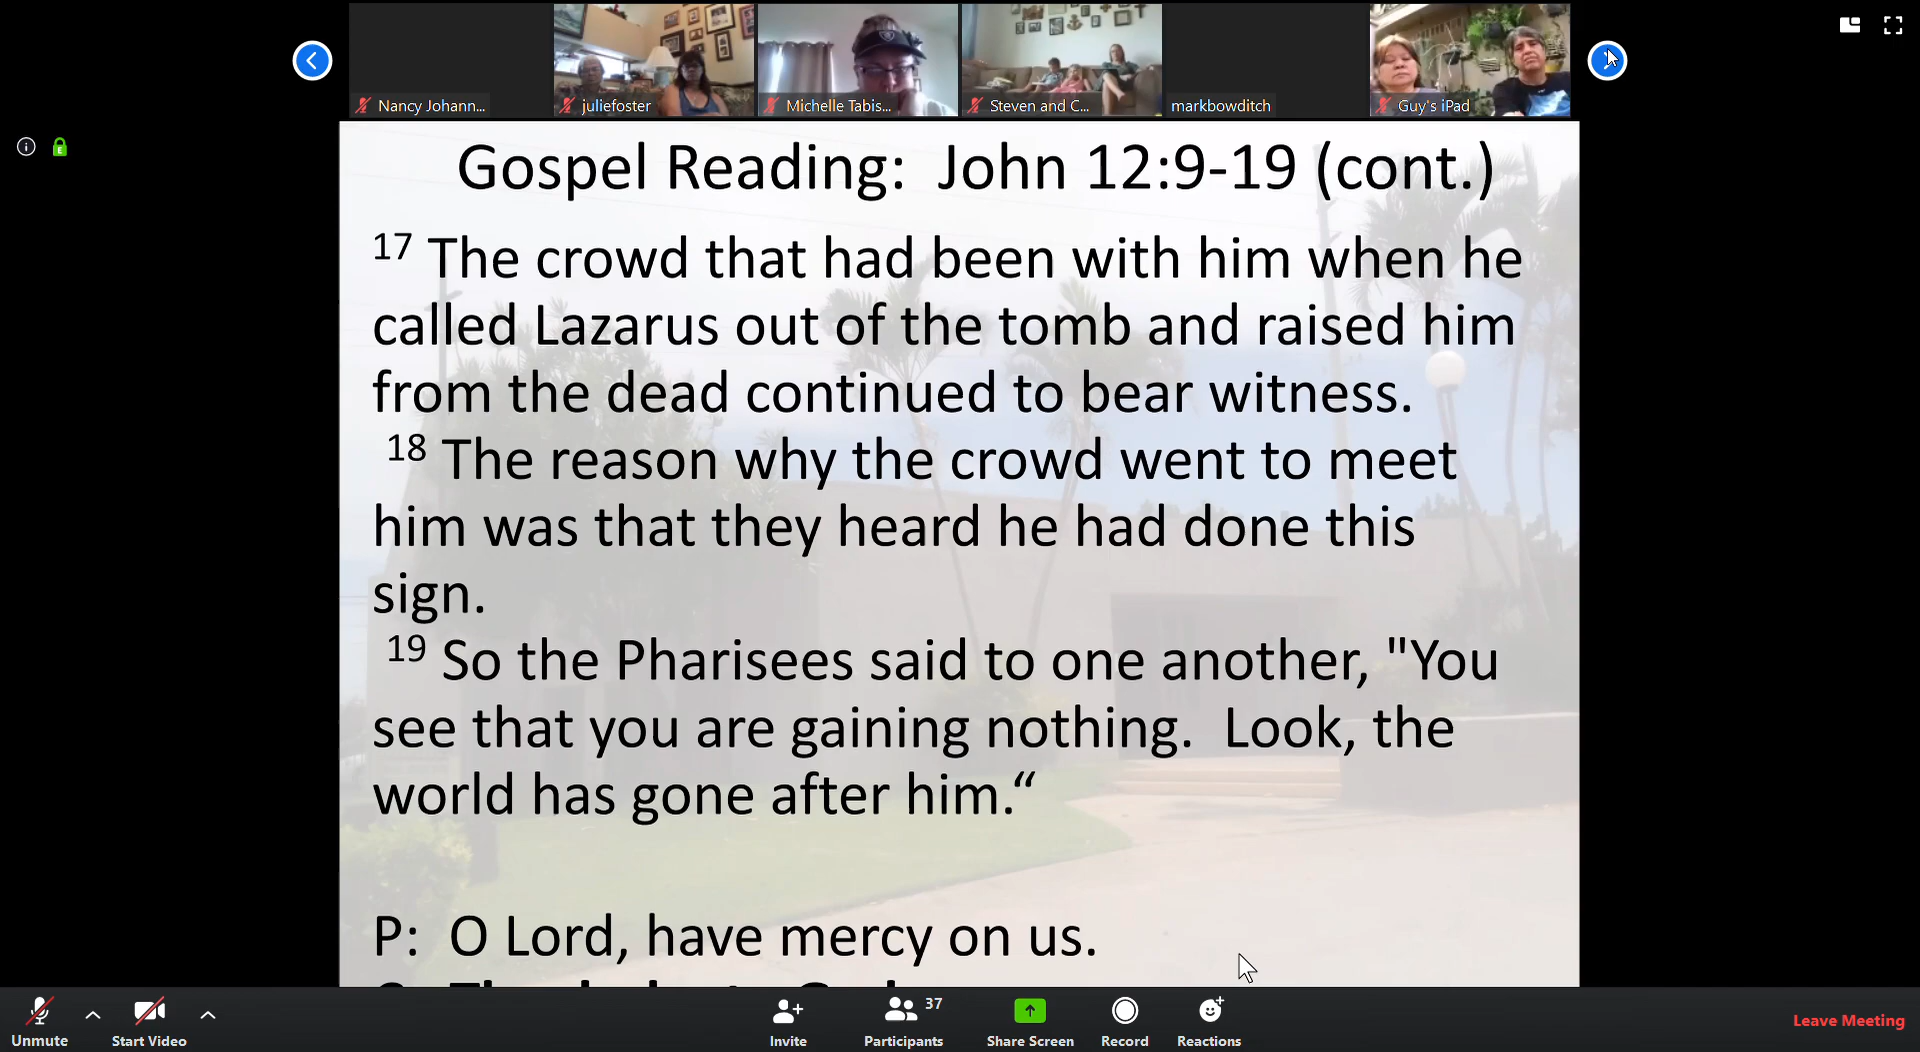 Nancy Johann...
juliefoster
Michelle Tabis...
Steven and C...
markbowditch
Guy's iPad
Gospel Reading:  John 12:9-19 (cont.)
17 The crowd that had been with him when he
called Lazarus out of the tomb and raised him
from the dead continued to bear witness.
18 The reason why the crowd went to meet
him was that they heard he had done this
sign.
19 So the Pharisees said to one another, "You
see that you are gaining nothing.  Look, the
world has gone after him.“
P:  O Lord, have mercy on us.
Unmute
Start Video
Invite
Participants 37
Share Screen
Record
Reactions
Leave Meeting